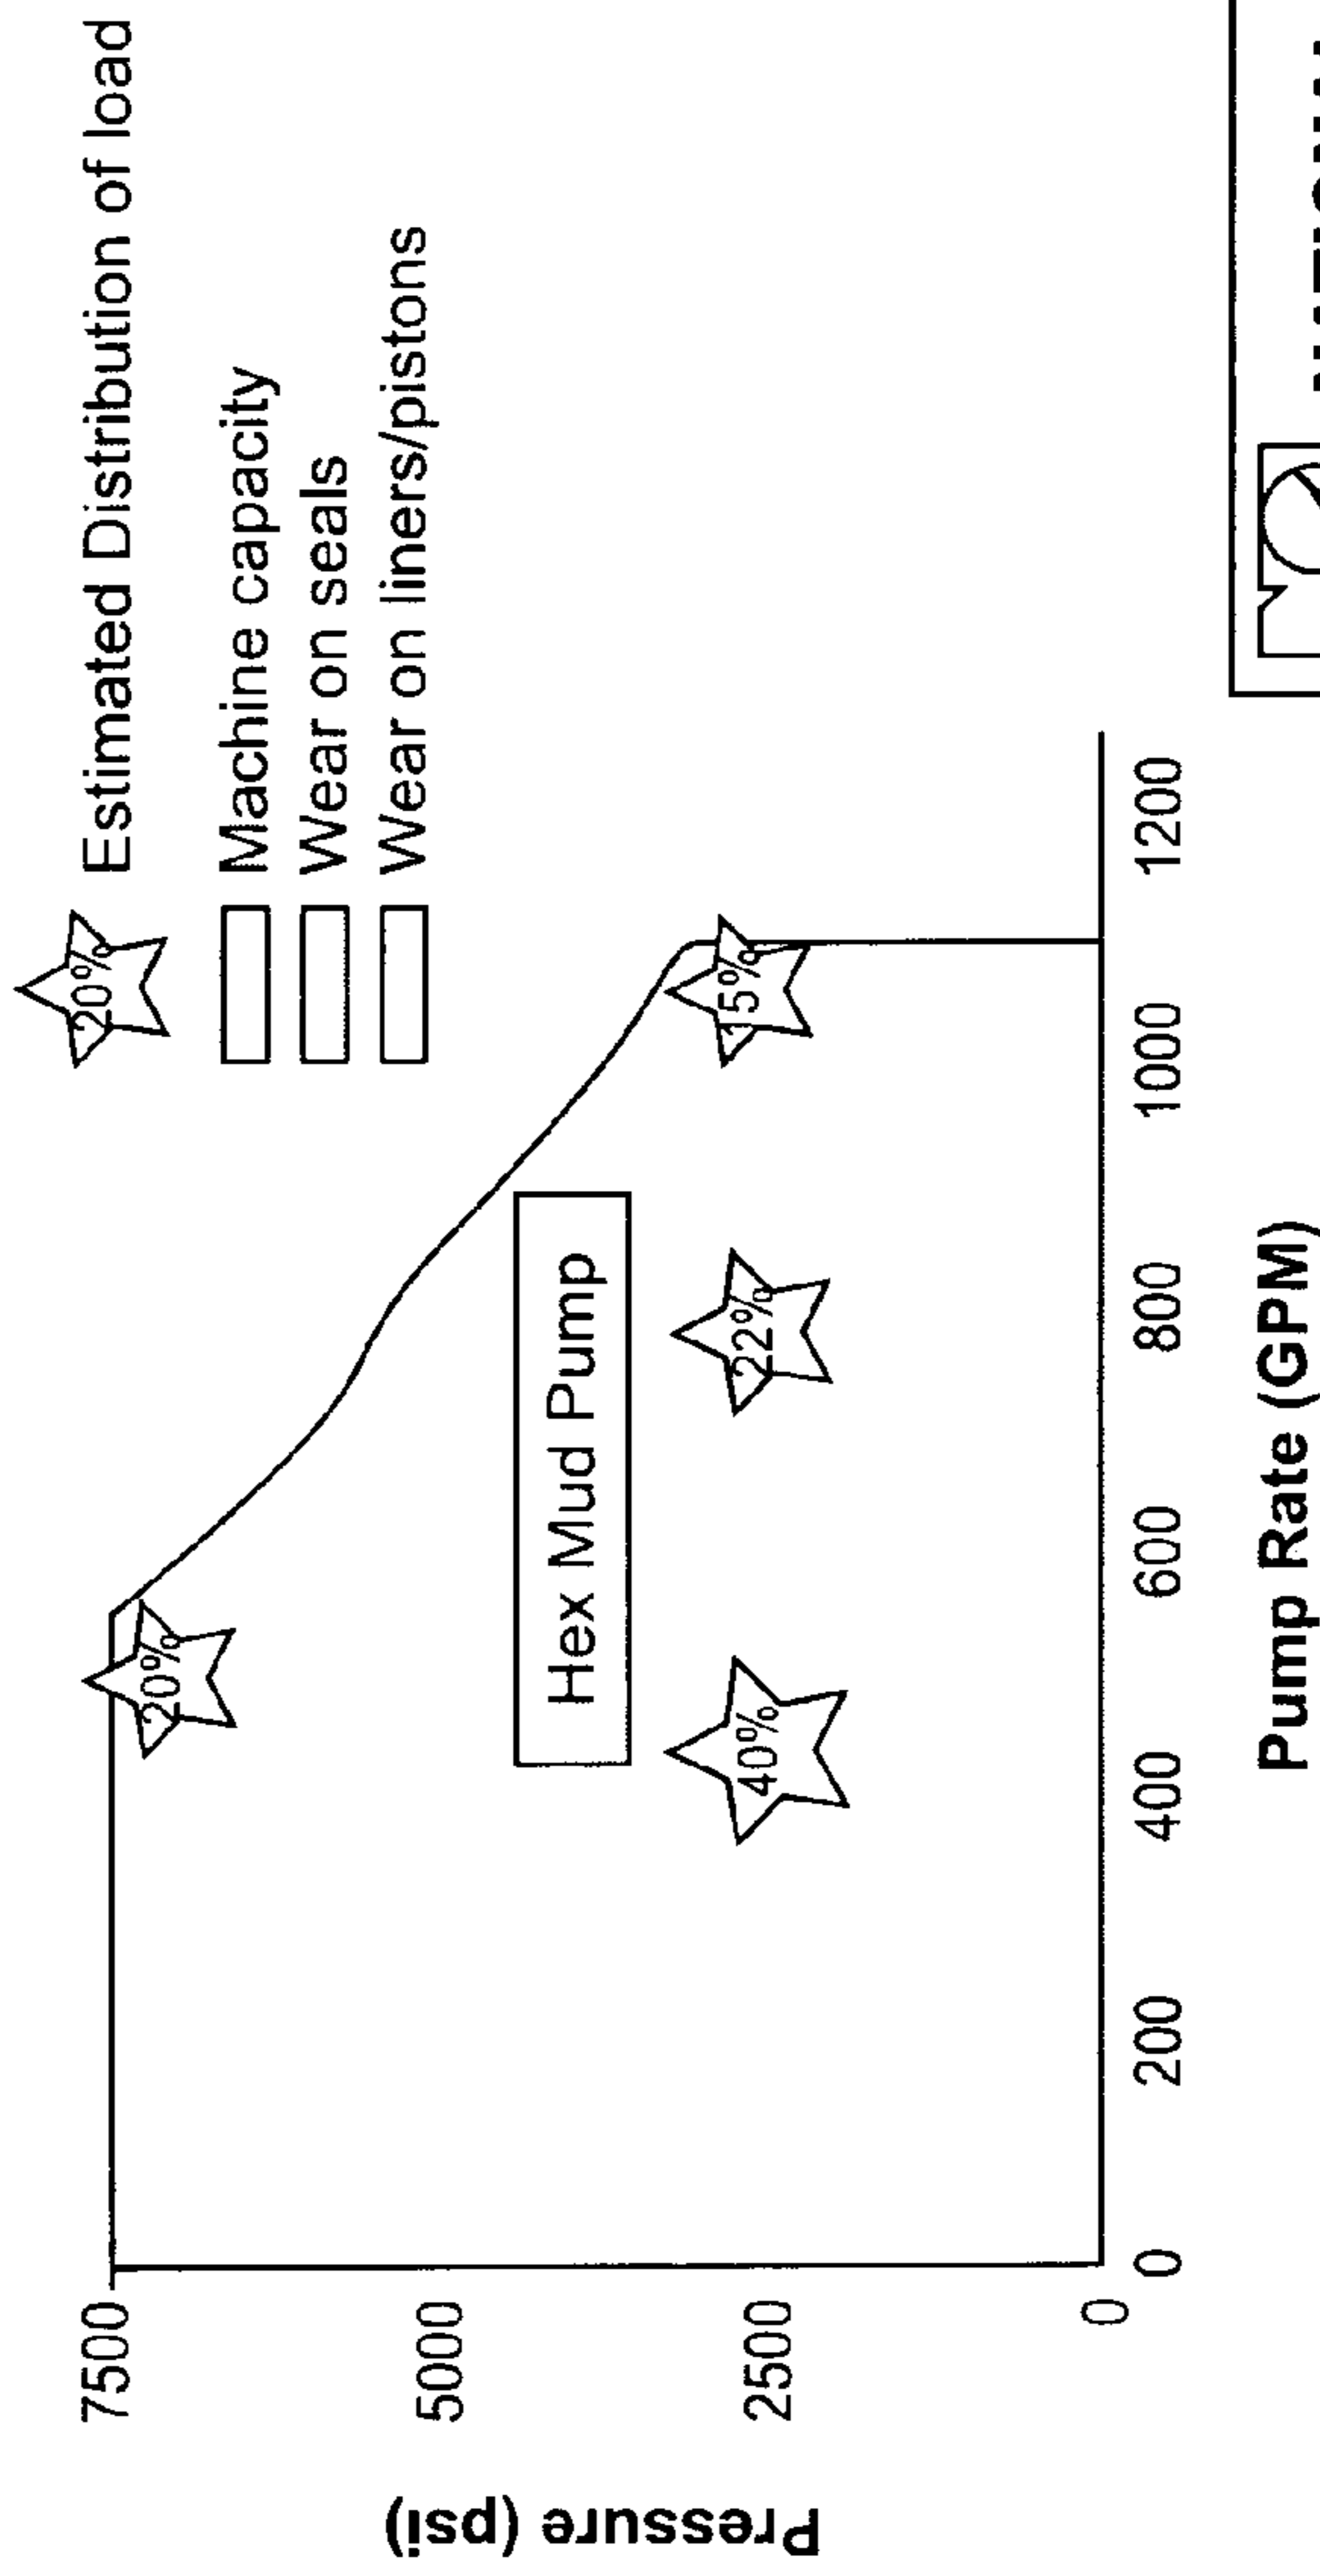 20% Estimated Distribution of load
Machine capacity
Wear on seals
Wear on liners/pistons
7500
5000
2500
0
Pressure (psi)
20%
Hex Mud Pump
40%
22%
15%
0 200 400 600 800 1000 1200
Pump Rate (GPM)